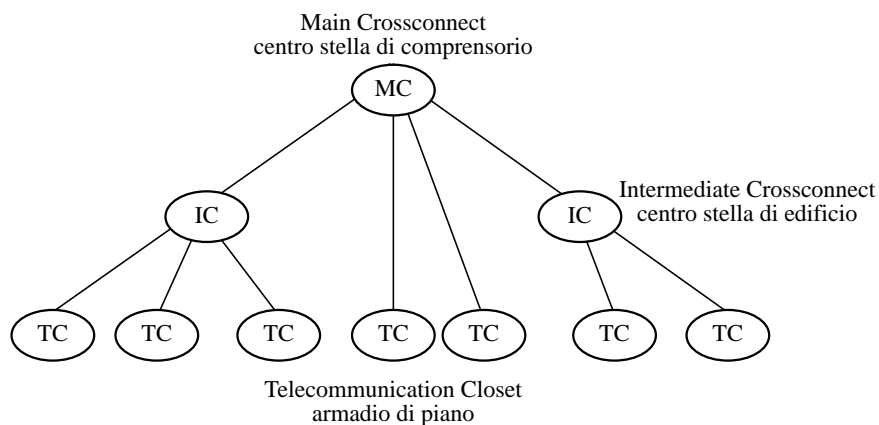 Main Crossconnect
centro stella di comprensorio
MC
IC
IC
Intermediate Crossconnect
centro stella di edificio
TC
TC
TC
TC
TC
TC
TC
Telecommunication Closet
armadio di piano